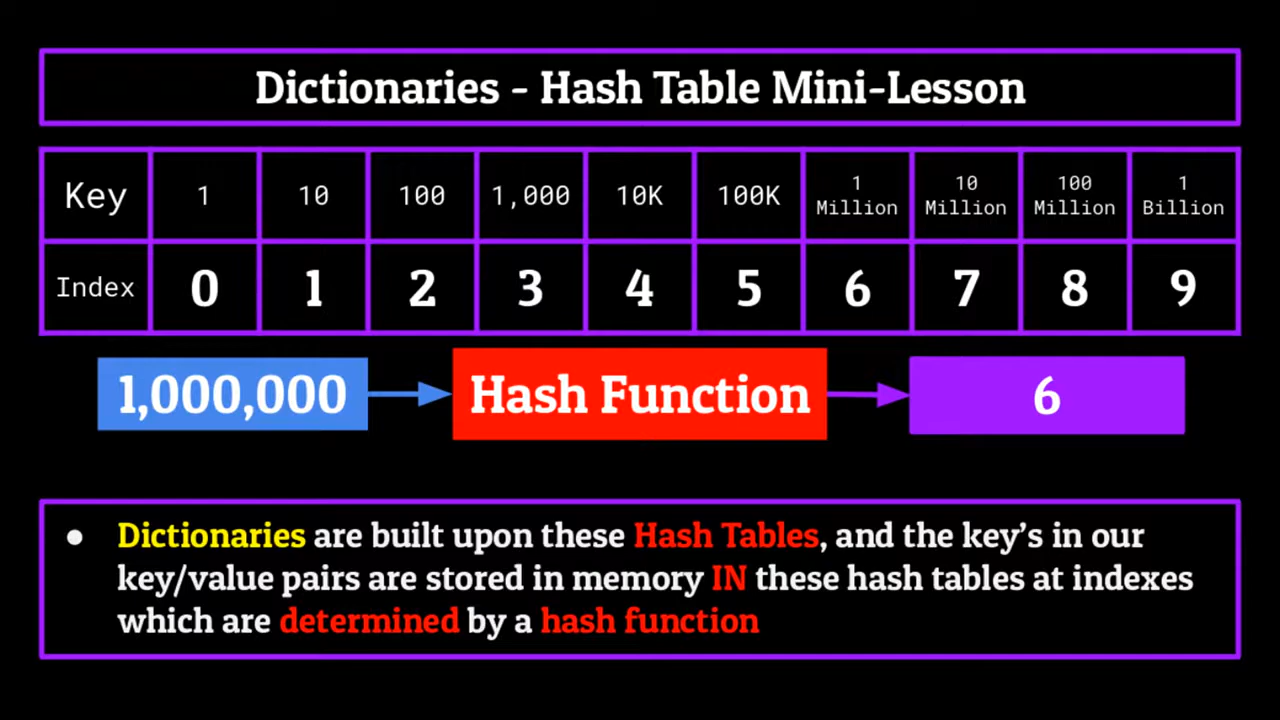 Dictionaries - Hash Table Mini-Lesson
Key 1 10 100 1,000 10K 100K 1 Million 10 Million 100 Million 1 Billion
Index 0 1 2 3 4 5 6 7 8 9
1,000,000 Hash Function 6
● Dictionaries are built upon these Hash Tables, and the key’s in our
key/value pairs are stored in memory IN these hash tables at indexes
which are determined by a hash function